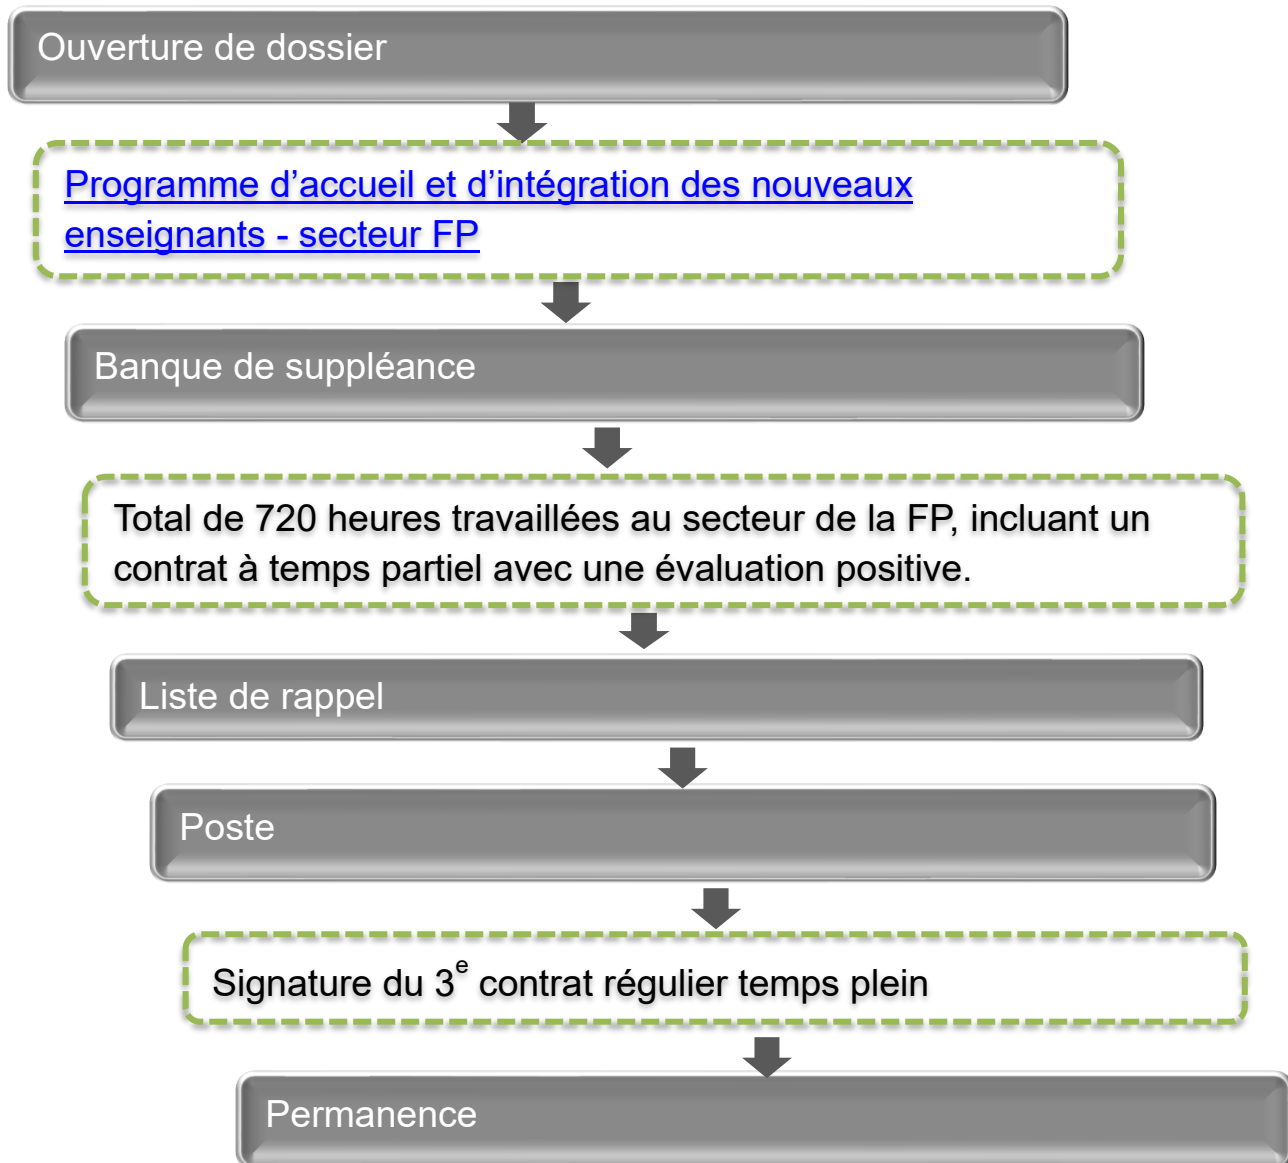 Ouverture de dossier
Programme d’accueil et d’intégration des nouveaux
enseignants - secteur FP
Banque de suppléance
Total de 720 heures travaillées au secteur de la FP, incluant un
contrat à temps partiel avec une évaluation positive.
Liste de rappel
Poste
Signature du 3e contrat régulier temps plein
Permanence